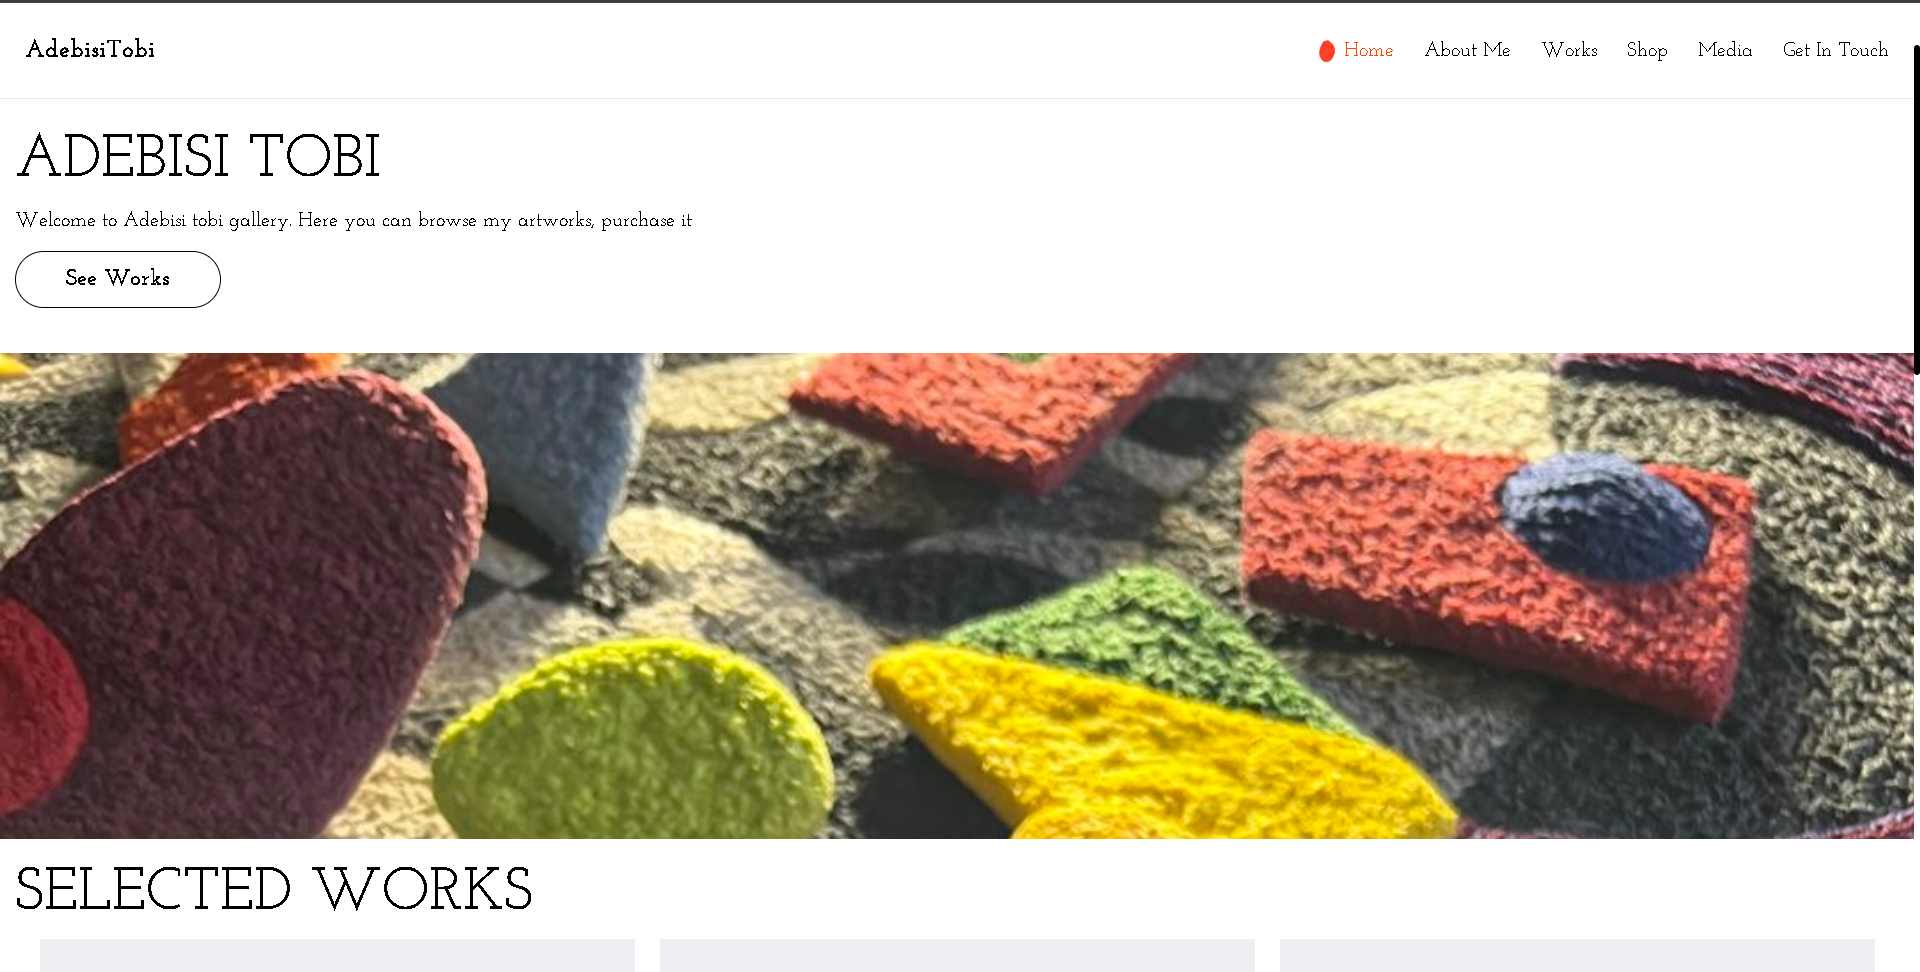 AdebisiTobi
Home About Me Works Shop Media Get In Touch
ADEBISI TOBI
Welcome to Adebisi tobi gallery. Here you can browse my artworks, purchase it
See Works
SELECTED WORKS